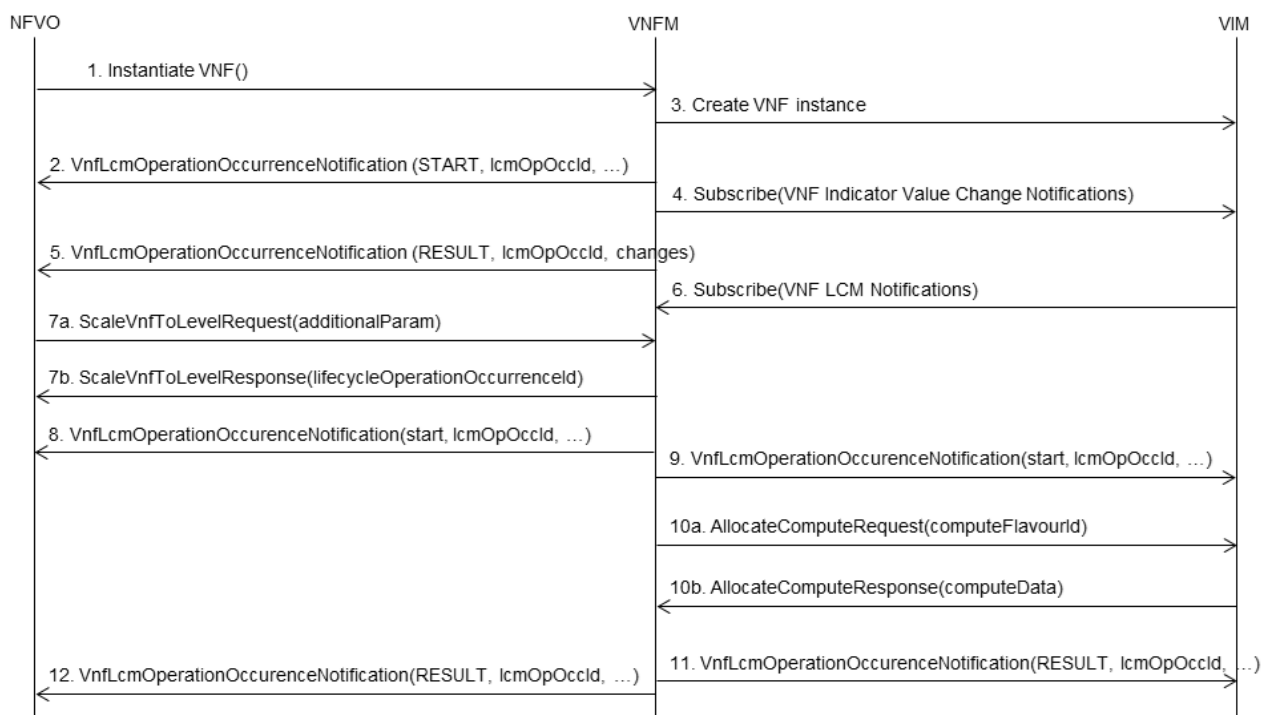 NFVO
VNFM
VIM
1. Instantiate VNF()
3. Create VNF instance
2. VnfLcmOperationOccurrenceNotification (START, lcmOpOccId, …)
4. Subscribe(VNF Indicator Value Change Notifications)
5. VnfLcmOperationOccurrenceNotification (RESULT, lcmOpOccId, changes)
6. Subscribe(VNF LCM Notifications)
7a. ScaleVnfToLevelRequest(additionalParam)
7b. ScaleVnfToLevelResponse(lifecycleOperationOccurrenceId)
8. VnfLcmOperationOccurenceNotification(start, lcmOpOccId, …)
9. VnfLcmOperationOccurenceNotification(start, lcmOpOccId, …)
10a. AllocateComputeRequest(computeFlavourId)
10b. AllocateComputeResponse(computeData)
11. VnfLcmOperationOccurenceNotification(RESULT, lcmOpOccId, …)
12. VnfLcmOperationOccurenceNotification(RESULT, lcmOpOccId, …)